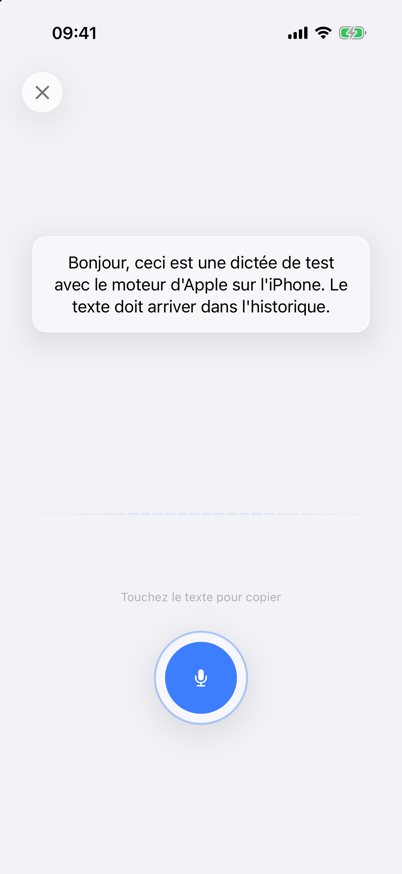 09:41
Bonjour, ceci est une dictée de test
avec le moteur d'Apple sur l'iPhone. Le
texte doit arriver dans l'historique.
Touchez le texte pour copier